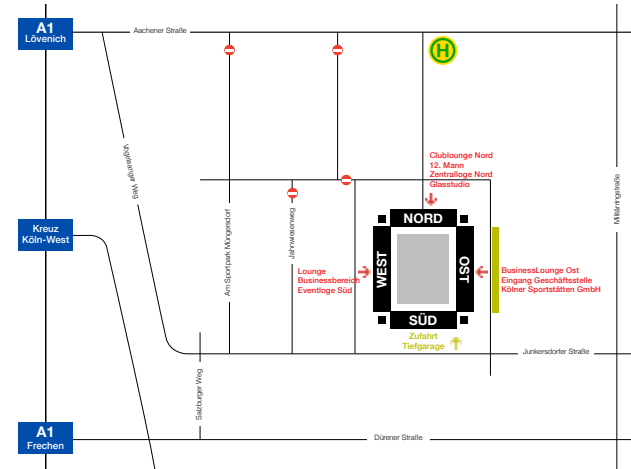 A1
Lövenich
Aachener Straße
H
Vogelsanger Weg
Clublounge Nord
12. Mann
Zentralloge Nord
Glasstudio
Am Sportpark Müngersdorf
Jahnwiesenweg
Militärringstraße
NORD
Kreuz
Köln-West
WEST
OST
Lounge
Businessbereich
Eventloge Süd
BusinessLounge Ost
Eingang Geschäftsstelle
Kölner Sportstätten GmbH
SÜD
Zufahrt
Tiefgarage
Junkersdorfer Straße
Salzburger Weg
A1
Frechen
Dürener Straße